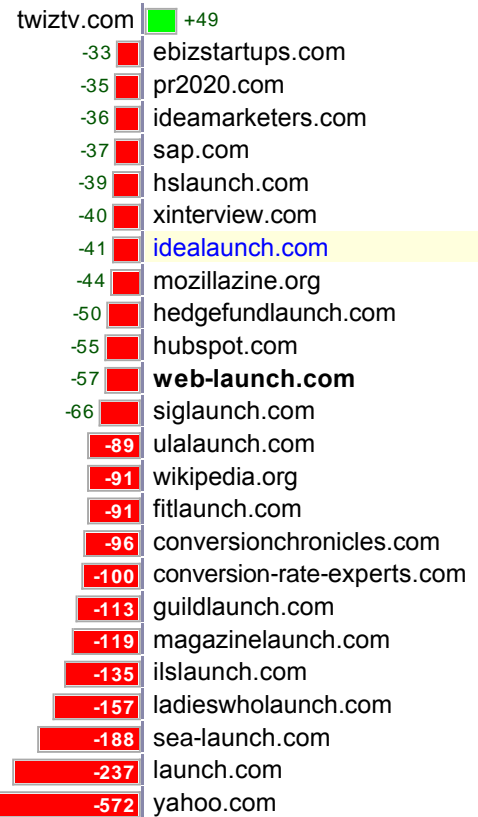 twiztv.com +49
-33 ebizstartups.com
-35 pr2020.com
-36 ideamarketers.com
-37 sap.com
-39 hslaunch.com
-40 xinterview.com
-41 idealaunch.com
-44 mozillazine.org
-50 hedgefundlaunch.com
-55 hubspot.com
-57 web-launch.com
-66 siglaunch.com
-89 ulalaunch.com
-91 wikipedia.org
-91 fitlaunch.com
-96 conversionchronicles.com
-100 conversion-rate-experts.com
-113 guildlaunch.com
-119 magazinelaunch.com
-135 ilslaunch.com
-157 ladieswholaunch.com
-188 sea-launch.com
-237 launch.com
-572 yahoo.com